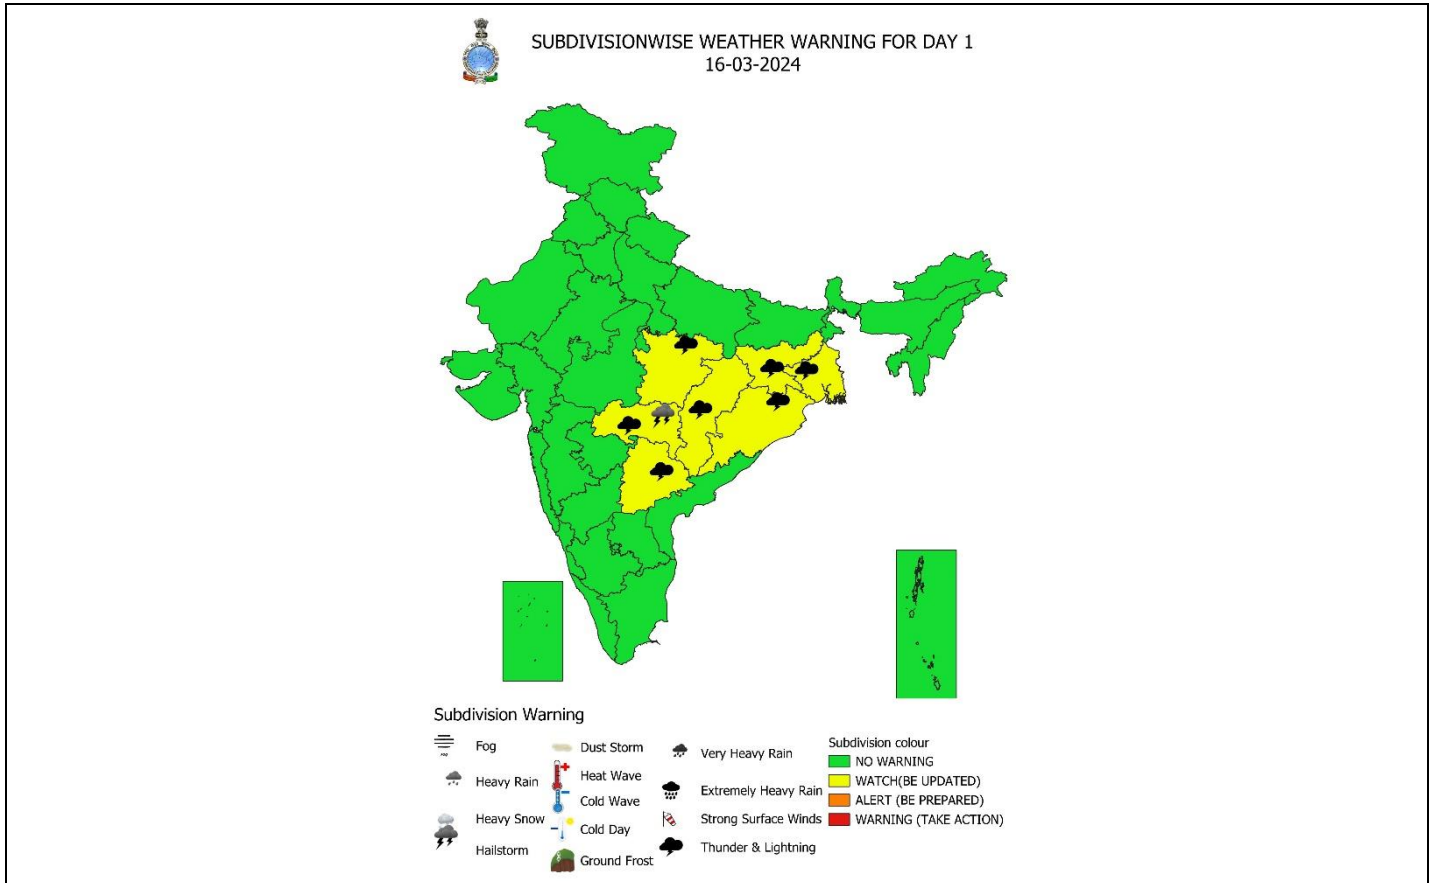 SUBDIVISIONWISE WEATHER WARNING FOR DAY 1
16-03-2024
Subdivision Warning
Fog
Heavy Rain
Heavy Snow
Hailstorm
Dust Storm
Heat Wave
Cold Wave
Cold Day
Ground Frost
Very Heavy Rain
Extremely Heavy Rain
Strong Surface Winds
Thunder & Lightning
Subdivision colour
NO WARNING
WATCH(BE UPDATED)
ALERT (BE PREPARED)
WARNING (TAKE ACTION)